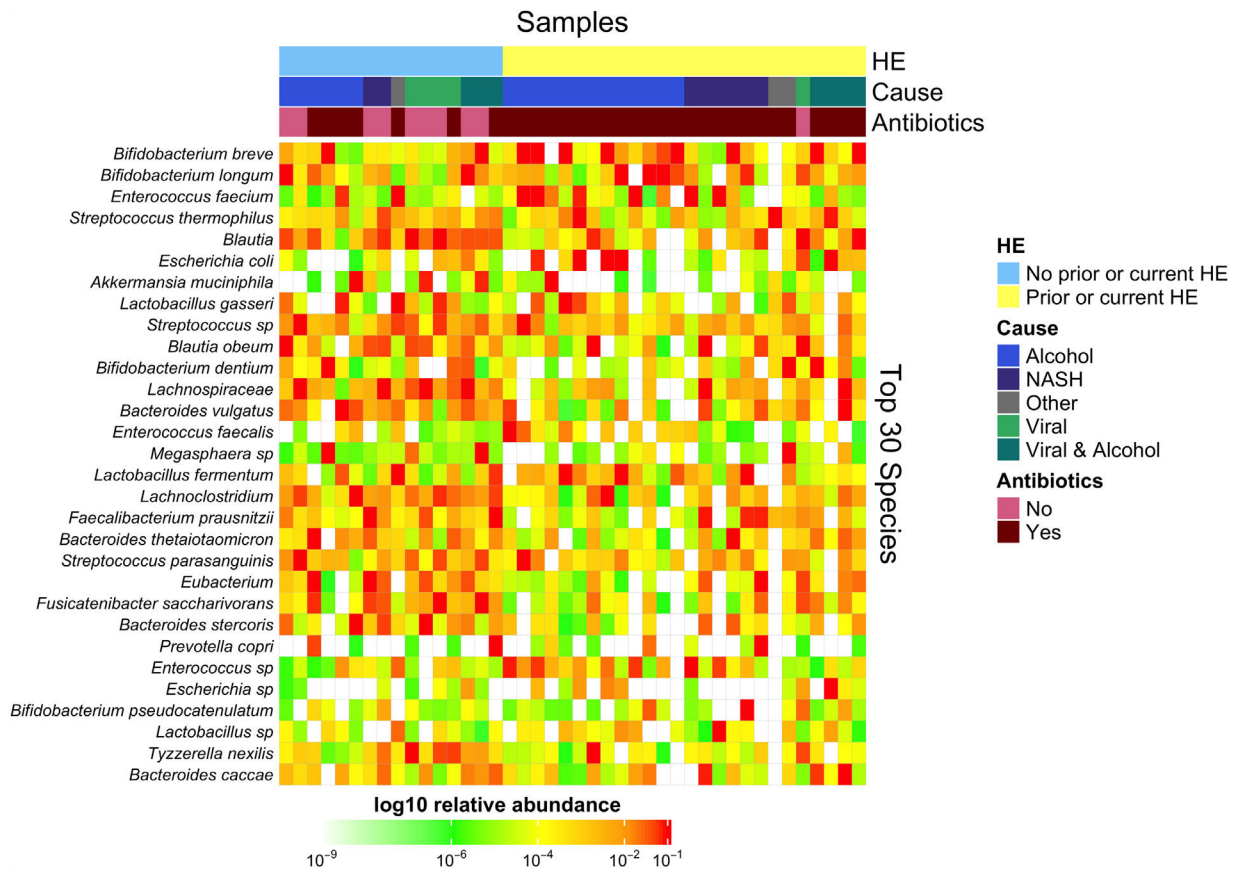 Samples
HE
Cause
Antibiotics
Bifidobacterium breve
Bifidobacterium longum
Enterococcus faecium
Streptococcus thermophilus
Blautia
Escherichia coli
Akkermansia muciniphila
Lactobacillus gasseri
Streptococcus sp
Blautia obeum
Bifidobacterium dentium
Lachnospiraceae
Bacteroides vulgatus
Enterococcus faecalis
Megasphaera sp
Lactobacillus fermentum
Lachnoclostridium
Faecalibacterium prausnitzii
Bacteroides thetaiotaomicron
Streptococcus parasanguinis
Eubacterium
Fusicatenibacter saccharivorans
Bacteroides stercoris
Prevotella copri
Enterococcus sp
Escherichia sp
Bifidobacterium pseudocatenulatum
Lactobacillus sp
Tyzzerella nexilis
Bacteroides caccae
Top 30 Species
HE
No prior or current HE
Prior or current HE
Cause
Alcohol
NASH
Other
Viral
Viral & Alcohol
Antibiotics
No
Yes
log10 relative abundance
10⁻⁹ 10⁻⁶ 10⁻⁴ 10⁻² 10⁻¹